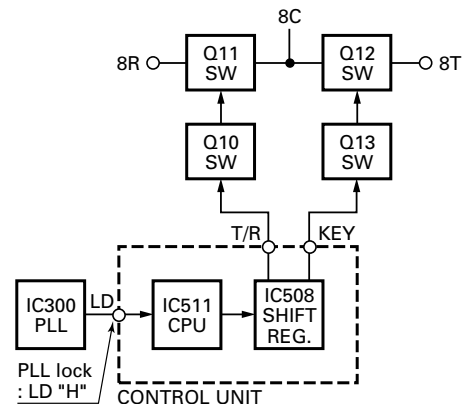 8C
8R
Q11
SW
Q12
SW
8T
Q10
SW
Q13
SW
T/R
KEY
IC300
PLL
LD
IC511
CPU
IC508
SHIFT
REG.
PLL lock
: LD "H"
CONTROL UNIT